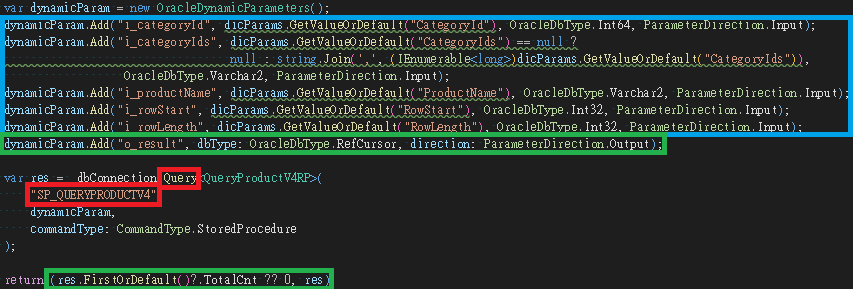 var dynamicParam = new OracleDynamicParameters();
dynamicParam.Add("i_categoryId", dicParams.GetValueOrDefault("CategoryId"), OracleDbType.Int64, ParameterDirection.Input);
dynamicParam.Add("i_categoryIds", dicParams.GetValueOrDefault("CategoryIds") == null ?
null : string.Join(',', (IEnumerable<long>)dicParams.GetValueOrDefault("CategoryIds")),
OracleDbType.Varchar2, ParameterDirection.Input);
dynamicParam.Add("i_productName", dicParams.GetValueOrDefault("ProductName"), OracleDbType.Varchar2, ParameterDirection.Input);
dynamicParam.Add("i_rowStart", dicParams.GetValueOrDefault("RowStart"), OracleDbType.Int32, ParameterDirection.Input);
dynamicParam.Add("i_rowLength", dicParams.GetValueOrDefault("RowLength"), OracleDbType.Int32, ParameterDirection.Input);
dynamicParam.Add("o_result", dbType: OracleDbType.RefCursor, direction: ParameterDirection.Output);
var res = dbConnection.Query<QueryProductV4RP>(
"SP_QUERYPRODUCTV4"
dynamicParam,
commandType: CommandType.StoredProcedure
);
return (res.FirstOrDefault()?.TotalCnt ?? 0, res)